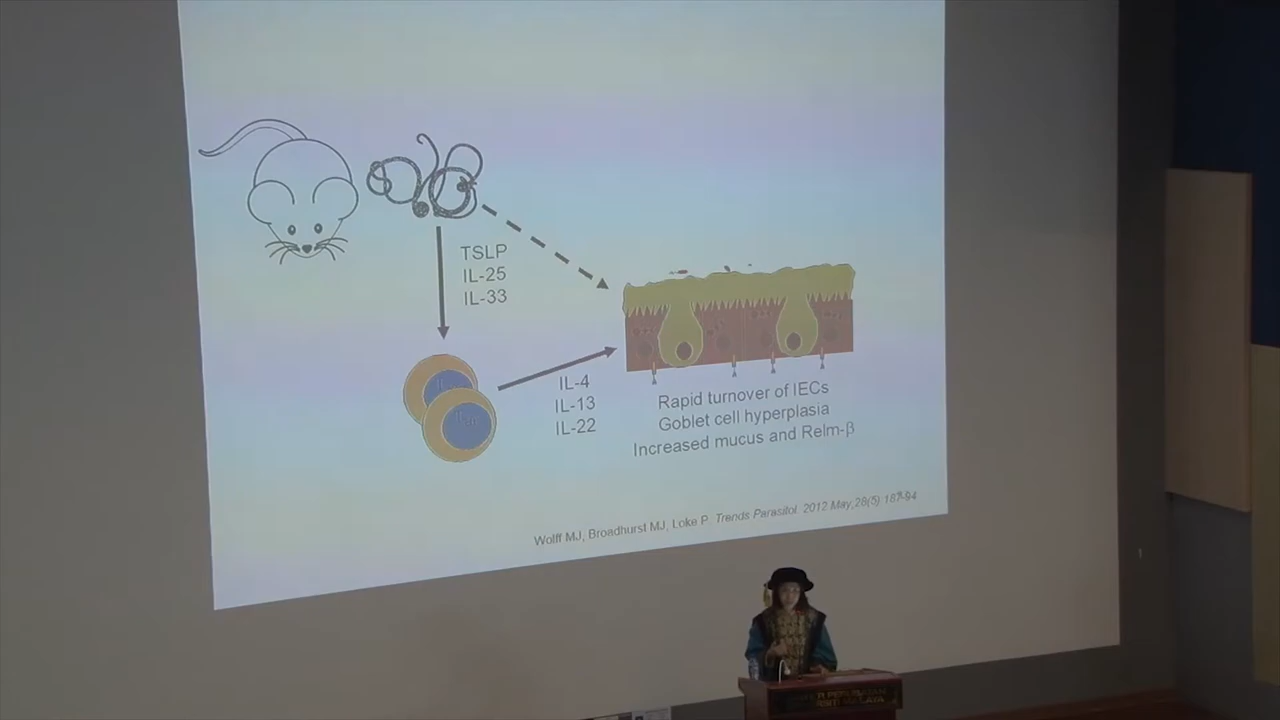 TSLP
IL-25
IL-33
IL-4
IL-13
IL-22
Rapid turnover of IECs
Goblet cell hyperplasia
Increased mucus and Relm-β
Wolff MJ, Broadhurst MJ, Loke P. Trends Parasitol. 2012 May;28(5):187-94